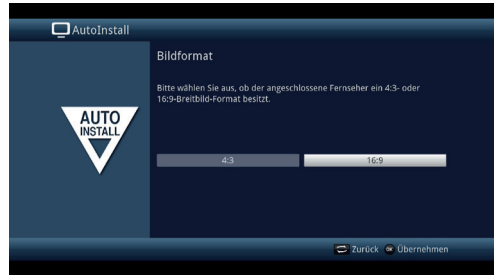 AutoInstall
Bildformat
Bitte wählen Sie aus, ob der angeschlossene Fernseher ein 4:3- oder
16:9-Breitbild-Format besitzt.
AUTO
INSTALL
4:3 16:9
Zurück OK Übernehmen